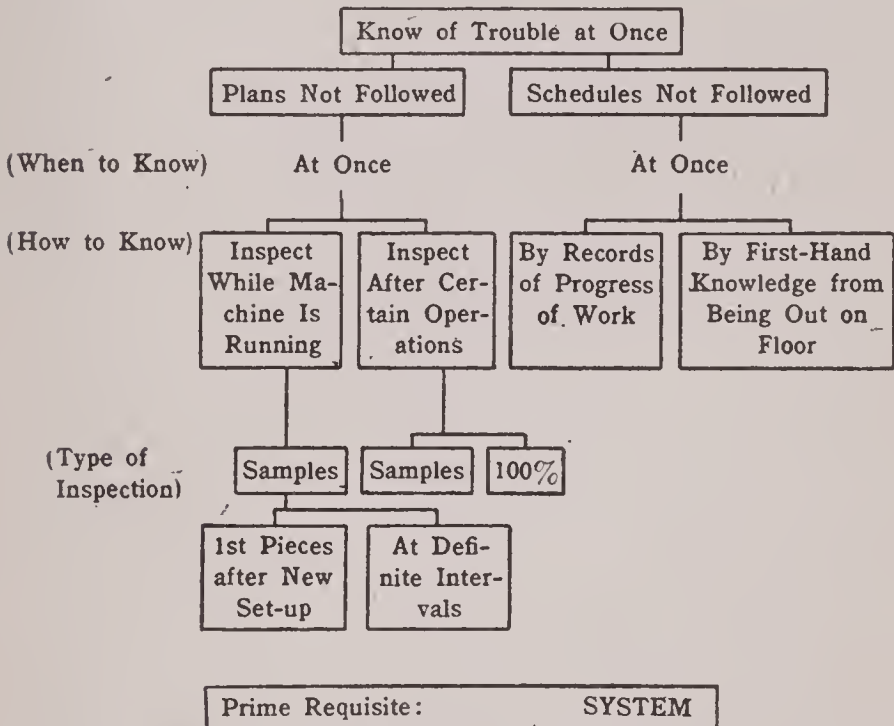 Know of Trouble at Once
Plans Not Followed
Schedules Not Followed
(When to Know)
At Once
At Once
(How to Know)
Inspect
While Ma-
chine Is
Running
Inspect
After Cer-
tain Oper-
ations
By Records
of Progress
of Work
By First-Hand
Knowledge from
Being Out on
Floor
(Type of
Inspection)
Samples
Samples
100%
1st Pieces
after New
Set-up
At Defi-
nite Inter-
vals
Prime Requisite: SYSTEM